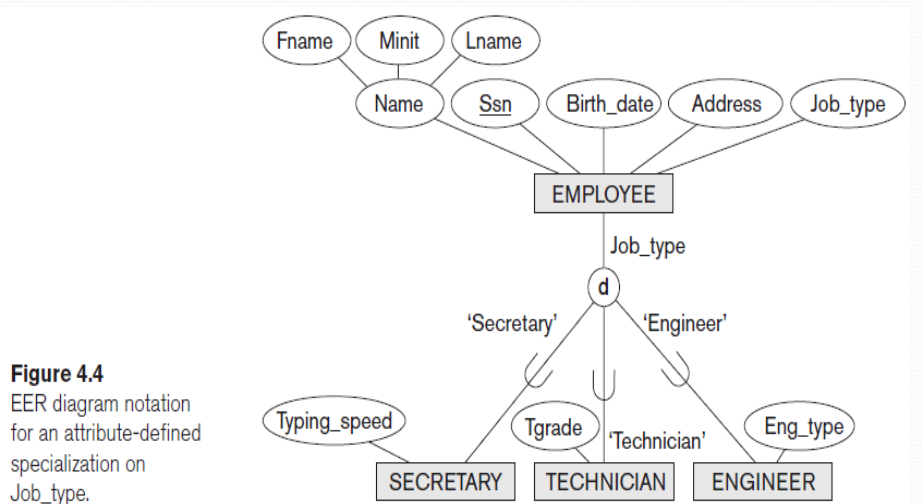 Fname Minit Lname
Name Ssn Birth_date Address Job_type
EMPLOYEE
Job_type
d
‘Secretary’ ‘Engineer’
Figure 4.4
EER diagram notation
for an attribute-defined
specialization on
Job_type.
Typing_speed Tgrade ‘Technician’ Eng_type
SECRETARY TECHNICIAN ENGINEER